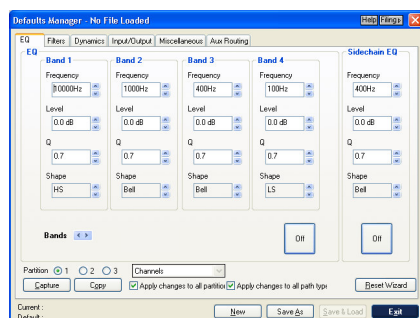 Defaults Manager - No File Loaded
Help Filing
EQ Filters Dynamics Input/Output Miscellaneous Aux Routing
EQ Sidechain EQ
Band 1 Band 2 Band 3 Band 4
Frequency Frequency Frequency Frequency Frequency
10000Hz 1000Hz 400Hz 100Hz 400Hz
Level Level Level Level Level
0.0 dB 0.0 dB 0.0 dB 0.0 dB 0.0 dB
Q Q Q Q Q
0.7 0.7 0.7 0.7 0.7
Shape Shape Shape Shape Shape
HS Bell Bell LS Bell
Bands Off Off
Partition 1 2 3 Channels
Capture Copy Apply changes to all partitior Apply changes to all path type Reset Wizard
Current :
New Save As Save & Load Exit
Default :